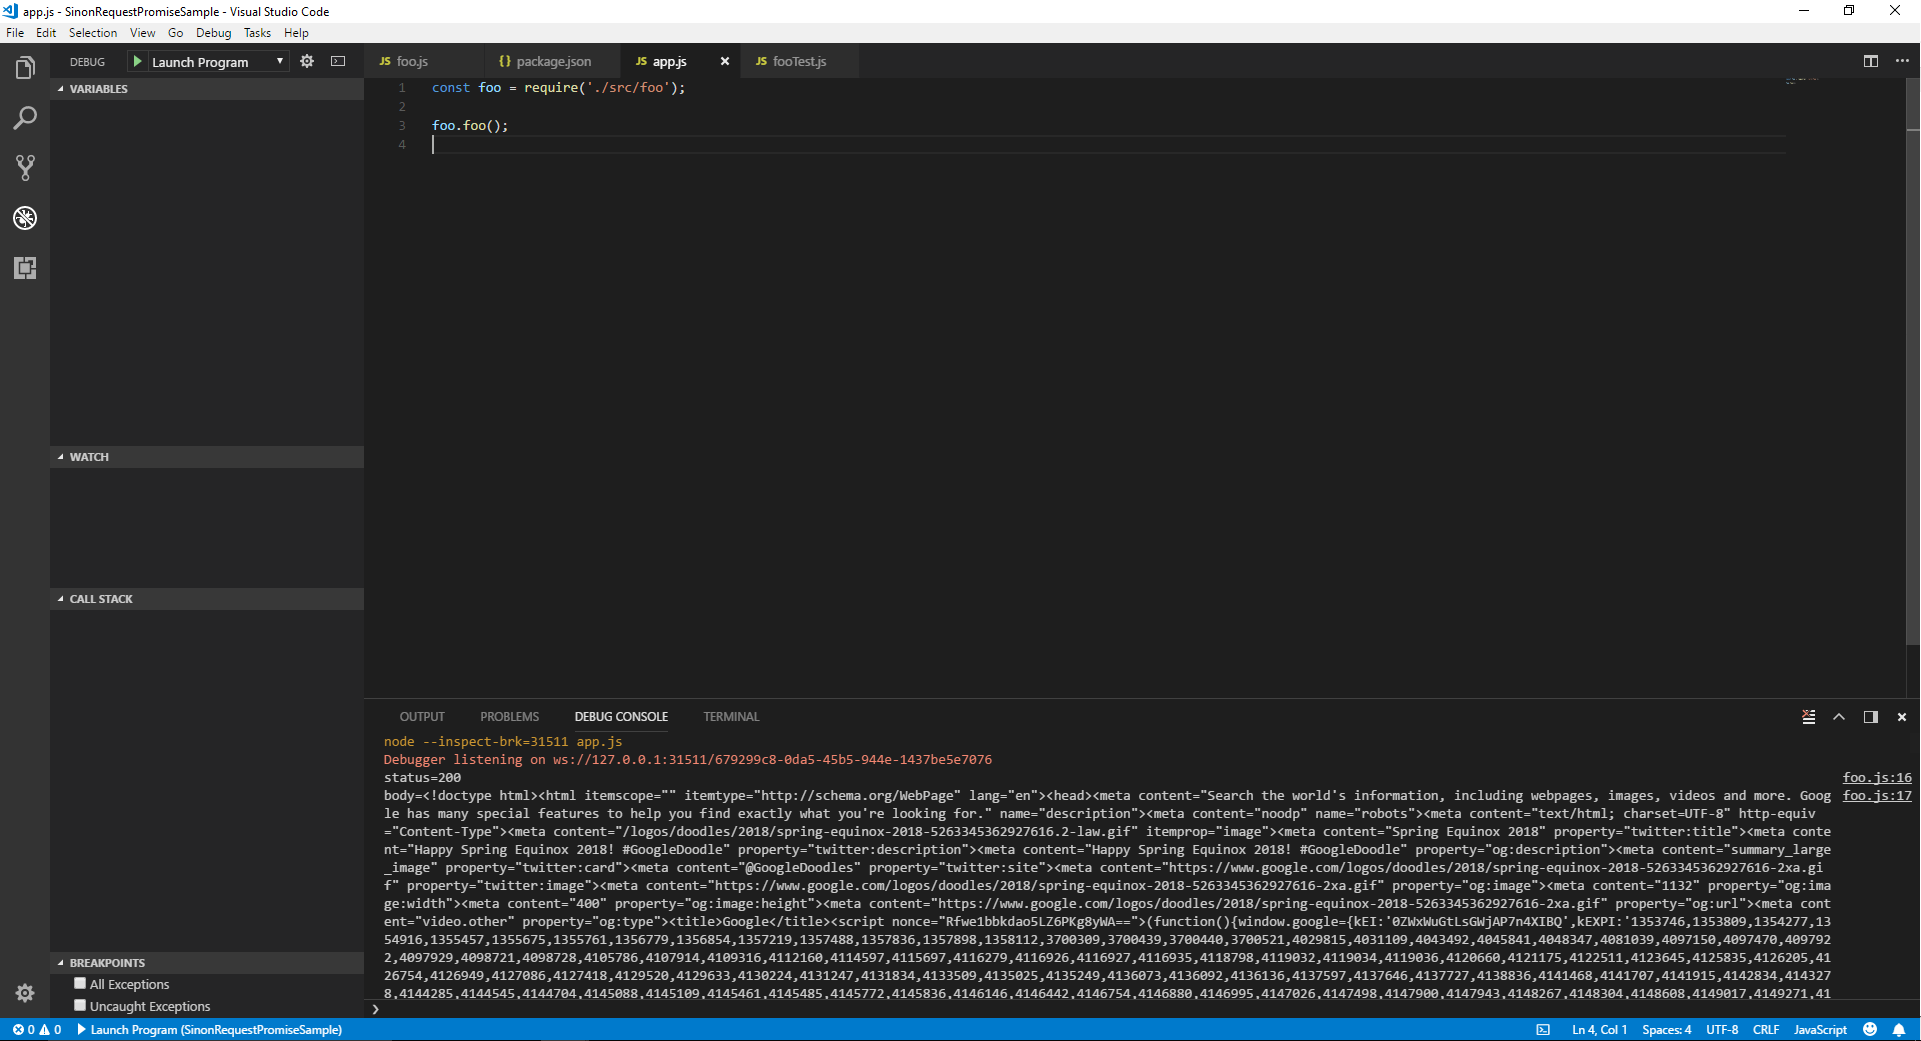 app.js - SinonRequestPromiseSample - Visual Studio Code
File Edit Selection View Go Debug Tasks Help
DEBUG Launch Program
JS foo.js {} package.json JS app.js JS fooTest.js
VARIABLES
1 const foo = require('./src/foo');
2
3 foo.foo();
4
WATCH
CALL STACK
BREAKPOINTS
All Exceptions
Uncaught Exceptions
OUTPUT PROBLEMS DEBUG CONSOLE TERMINAL
node --inspect-brk=31511 app.js
Debugger listening on ws://127.0.0.1:31511/679299c8-0da5-45b5-944e-1437be5e7076
status=200 foo.js:16
body=<!doctype html><html itemscope="" itemtype="http://schema.org/WebPage" lang="en"><head><meta content="Search the world's information, including webpages, images, videos and more. Goog foo.js:17
le has many special features to help you find exactly what you're looking for." name="description"><meta content="noodp" name="robots"><meta content="text/html; charset=UTF-8" http-equiv
="Content-Type"><meta content="/logos/doodles/2018/spring-equinox-2018-5263345362927616.2-law.gif" itemprop="image"><meta content="Spring Equinox 2018" property="twitter:title"><meta conte
nt="Happy Spring Equinox 2018! #GoogleDoodle" property="twitter:description"><meta content="Happy Spring Equinox 2018! #GoogleDoodle" property="og:description"><meta content="summary_large
_image" property="twitter:card"><meta content="@GoogleDoodles" property="twitter:site"><meta content="https://www.google.com/logos/doodles/2018/spring-equinox-2018-5263345362927616-2xa.gi
f" property="twitter:image"><meta content="https://www.google.com/logos/doodles/2018/spring-equinox-2018-5263345362927616-2xa.gif" property="og:image"><meta content="1132" property="og:ima
ge:width"><meta content="400" property="og:image:height"><meta content="https://www.google.com/logos/doodles/2018/spring-equinox-2018-5263345362927616-2xa.gif" property="og:url"><meta cont
ent="video.other" property="og:type"><title>Google</title><script nonce="Rfwe1bbkdao5LZ6PKg8yWA==">(function(){window.google={kEI:'0ZWxWuGtLsGWjAP7n4XIBQ',kEXPI:'1353746,1353809,1354277,1
354916,1355457,1355675,1355761,1356779,1356854,1357219,1357488,1357836,1357898,1358112,3700309,3700439,3700440,3700521,4029815,4031109,4043492,4045841,4048347,4081039,4097150,4097470,409792
2,4097929,4098721,4098728,4105786,4107914,4109316,4112160,4114597,4115697,4116279,4116926,4116927,4116935,4118798,4119032,4119034,4119036,4120660,4121175,4122511,4123645,4125835,4126205,41
26754,4126949,4127086,4127418,4129520,4129633,4130224,4131247,4131834,4133509,4135025,4135249,4136073,4136092,4136136,4137597,4137646,4137727,4138836,4141468,4141707,4141915,4142834,414327
8,4144285,4144545,4144704,4145088,4145109,4145461,4145485,4145772,4145836,4146146,4146442,4146754,4146880,4146995,4147026,4147498,4147900,4147943,4148267,4148304,4148608,4149017,4149271,41
0 0 Launch Program (SinonRequestPromiseSample) Ln 4, Col 1 Spaces: 4 UTF-8 CRLF JavaScript